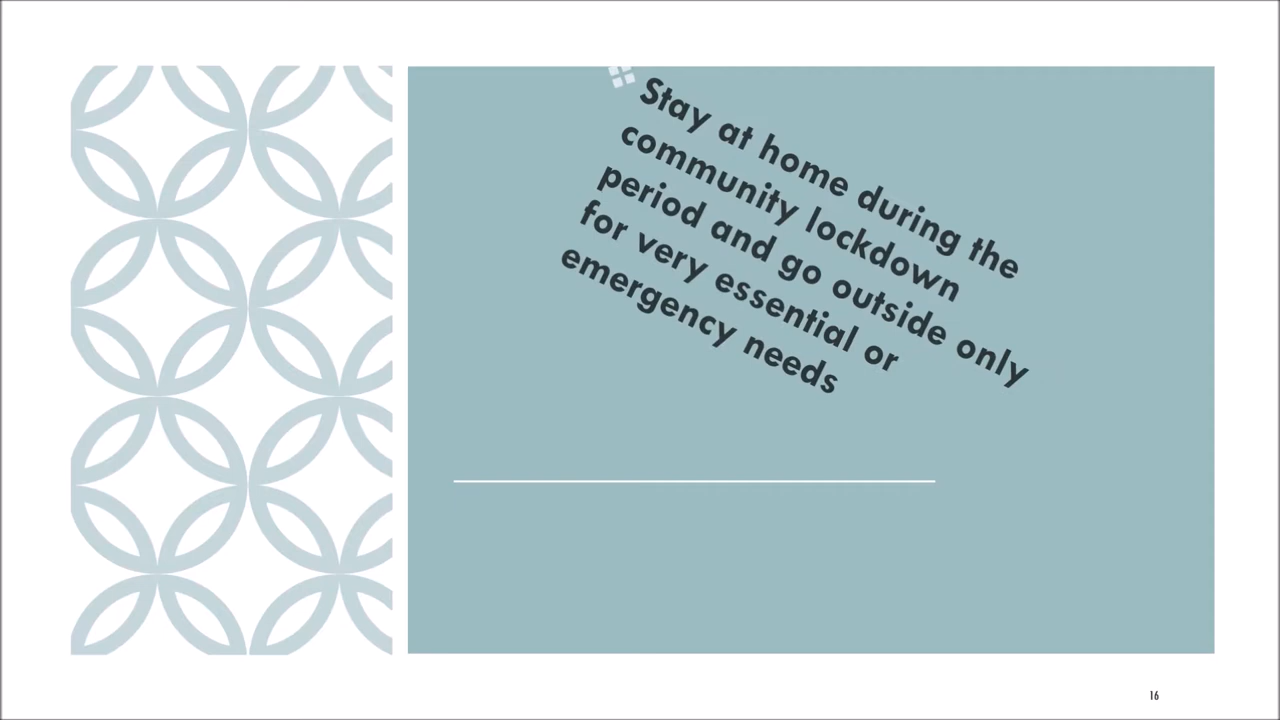 Stay at home during the
community lockdown
period and go outside only
for very essential or
emergency needs
16